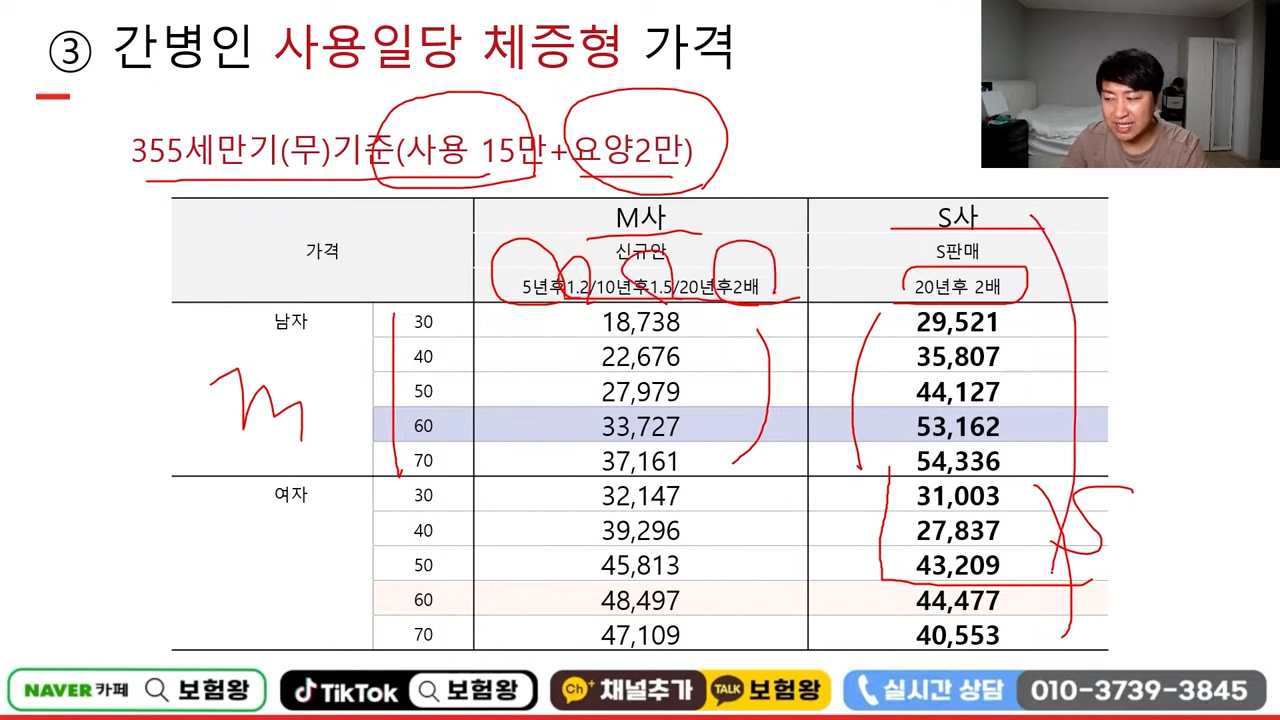 ③ 간병인 사용일당 체증형 가격
355세만기(무)기준(사용 15만+요양2만)
가격 M사 S사
신규안 S판매
5년후1.2/10년후1.5/20년후2배 20년후 2배
남자 30 18,738 29,521
40 22,676 35,807
50 27,979 44,127
60 33,727 53,162
70 37,161 54,336
여자 30 32,147 31,003
40 39,296 27,837
50 45,813 43,209
60 48,497 44,477
70 47,109 40,553
m
NAVER 카페 보험왕 TikTok 보험왕 Ch+ 채널추가 TALK 보험왕 실시간 상담 010-3739-3845